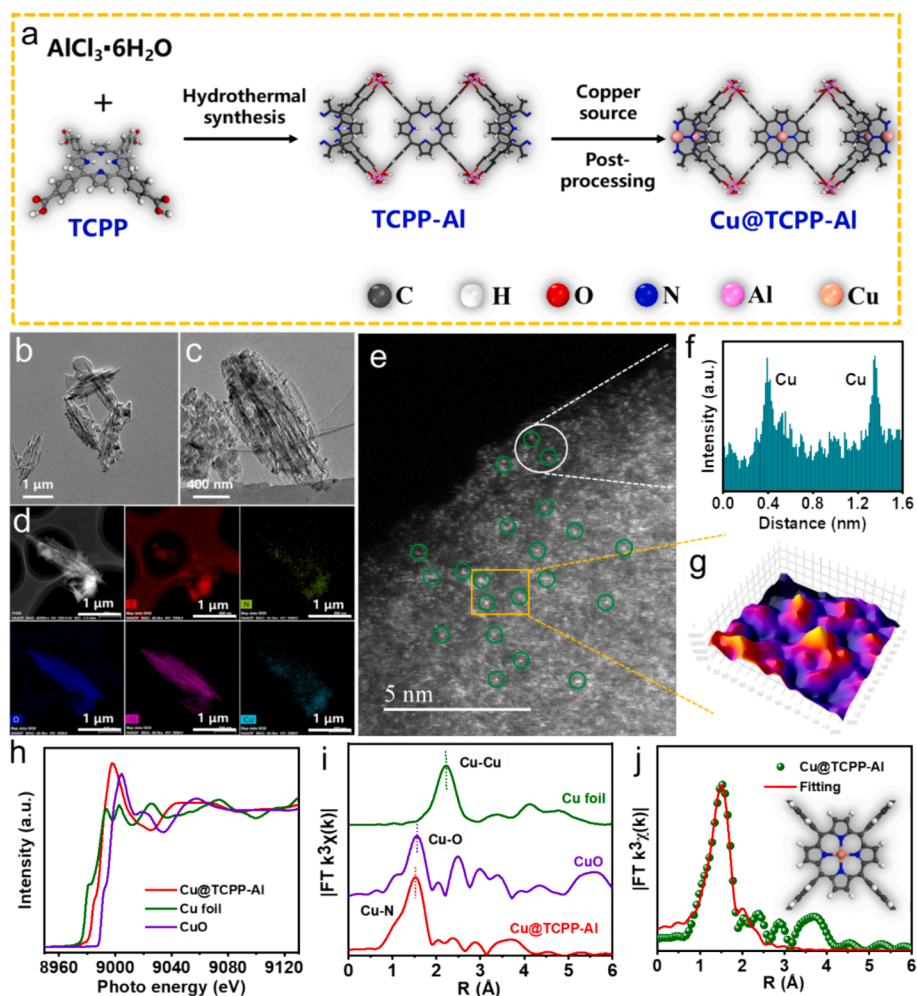 a
AlCl₃▪6H₂O
+
TCPP
Hydrothermal
synthesis
TCPP-Al
Copper
source
Post-
processing
Cu@TCPP-Al
C
H
O
N
Al
Cu
b
1 μm
c
400 nm
d
1 μm
C
1 μm
N
1 μm
O
1 μm
Al
1 μm
Cu
1 μm
e
5 nm
f
Intensity (a.u.)
Cu
Cu
0.0 0.4 0.8 1.2 1.6
Distance (nm)
g
h
Intensity (a.u.)
Cu@TCPP-Al
Cu foil
CuO
8960 9000 9040 9080 9120
Photo energy (eV)
i
|FT k³χ(k)|
Cu-Cu
Cu foil
Cu-O
CuO
Cu-N
Cu@TCPP-Al
0 1 2 3 4 5 6
R (Å)
j
|FT k³χ(k)|
Cu@TCPP-Al
Fitting
0 1 2 3 4 5 6
R (Å)